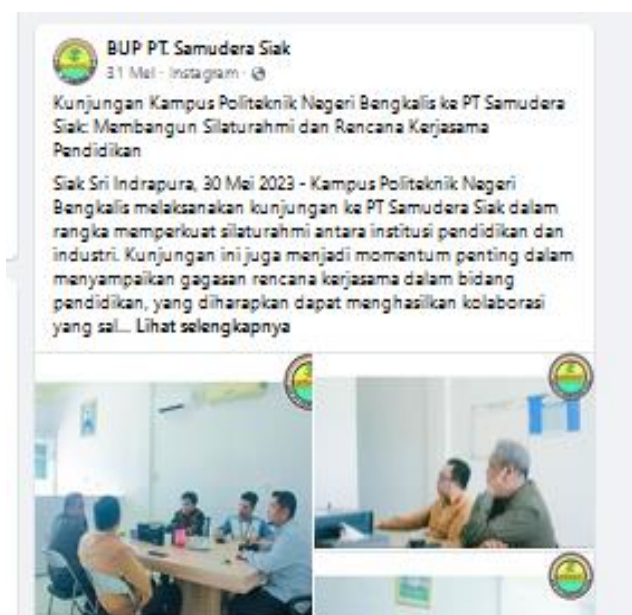 BUP PT. Samudera Siak
31 Mei · Instagram ·
Kunjungan Kampus Politeknik Negeri Bengkalis ke PT Samudera
Siak: Membangun Silaturahmi dan Rencana Kerjasama
Pendidikan
Siak Sri Indrapura, 30 Mei 2023 - Kampus Politeknik Negeri
Bengkalis melaksanakan kunjungan ke PT Samudera Siak dalam
rangka memperkuat silaturahmi antara institusi pendidikan dan
industri. Kunjungan ini juga menjadi momentum penting dalam
menyampaikan gagasan rencana kerjasama dalam bidang
pendidikan, yang diharapkan dapat menghasilkan kolaborasi
yang sal... Lihat selengkapnya